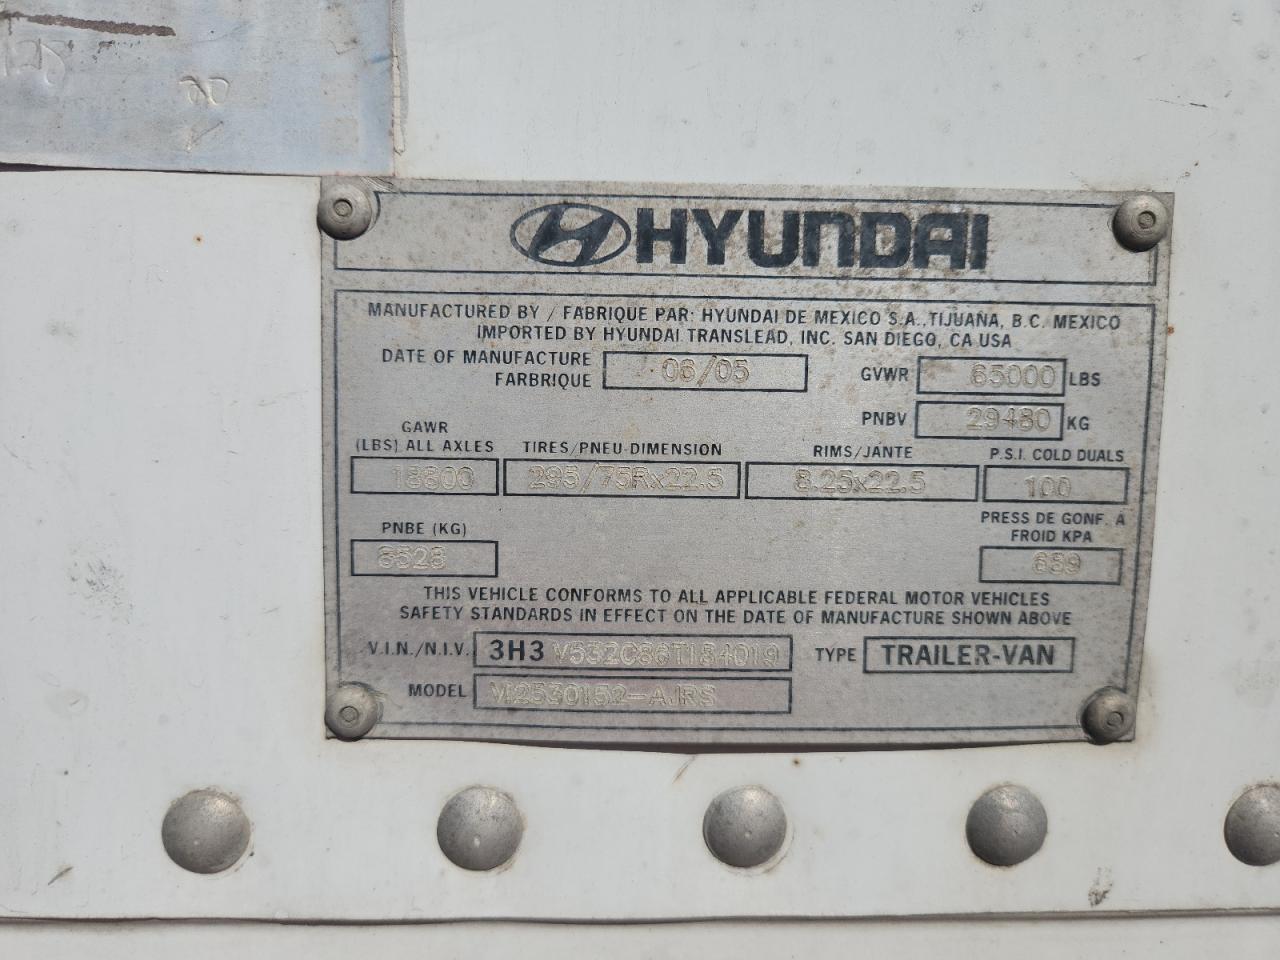 HYUNDAI
MANUFACTURED BY / FABRIQUE PAR: HYUNDAI DE MEXICO S.A., TIJUANA, B.C. MEXICO
IMPORTED BY HYUNDAI TRANSLEAD, INC. SAN DIEGO, CA USA
DATE OF MANUFACTURE
FARBRIQUE
06/05
GVWR 65000 LBS
PNBV 29480 KG
GAWR
(LBS) ALL AXLES TIRES/PNEU-DIMENSION RIMS/JANTE P.S.I. COLD DUALS
18800 295/75Rx22.5 8.25x22.5 100
PNBE (KG)
8528
PRESS DE GONF. A
FROID KPA
689
THIS VEHICLE CONFORMS TO ALL APPLICABLE FEDERAL MOTOR VEHICLES
SAFETY STANDARDS IN EFFECT ON THE DATE OF MANUFACTURE SHOWN ABOVE
V.I.N./N.I.V. 3H3 V532C86T184019 TYPE TRAILER-VAN
MODEL VI2530152-AJRS